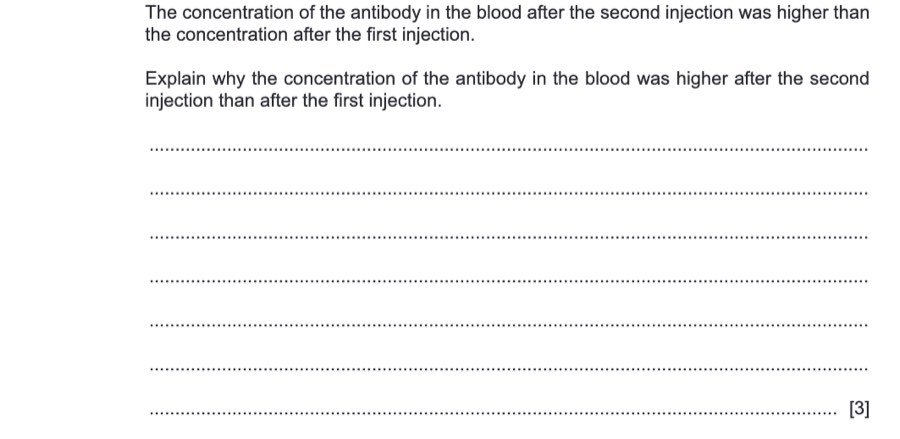 The concentration of the antibody in the blood after the second injection was higher than
the concentration after the first injection.
Explain why the concentration of the antibody in the blood was higher after the second
injection than after the first injection.
[3]